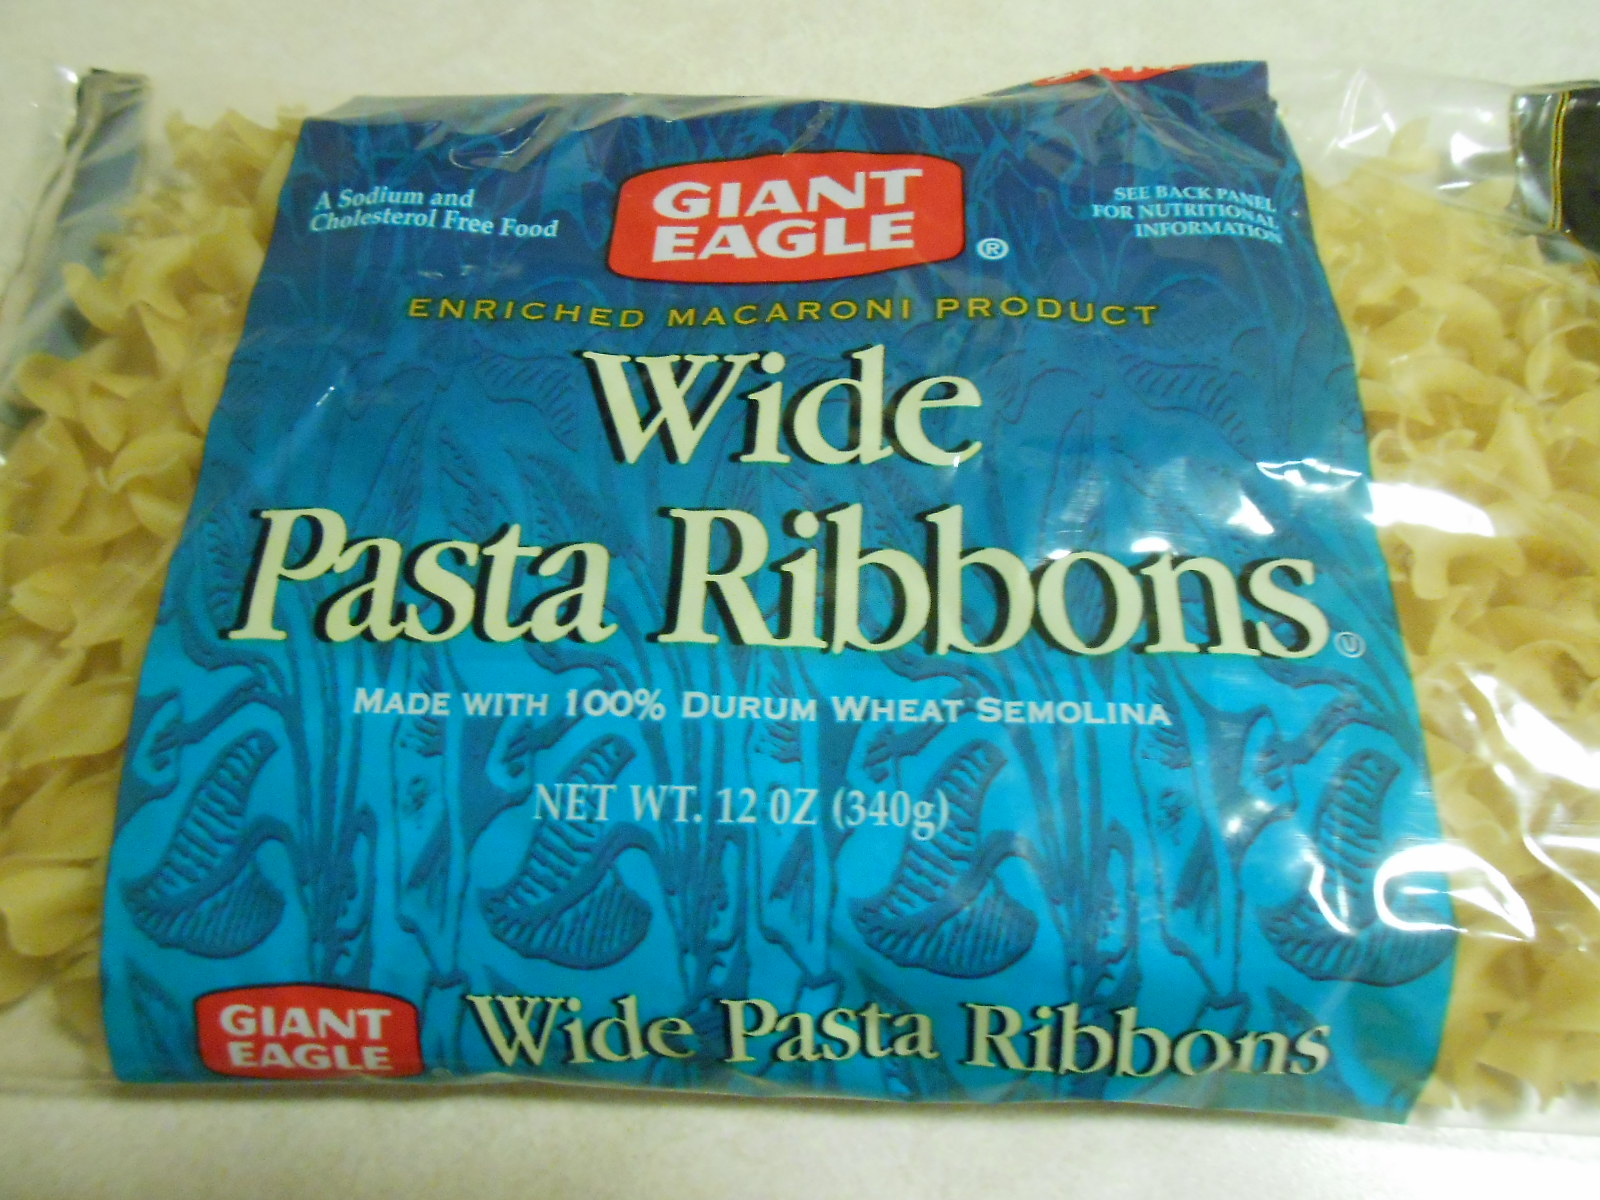 A Sodium and
Cholesterol Free Food
GIANT
EAGLE
®
SEE BACK PANEL
FOR NUTRITIONAL
INFORMATION
ENRICHED MACARONI PRODUCT
Wide
Pasta Ribbons
U
MADE WITH 100% DURUM WHEAT SEMOLINA
NET WT. 12 OZ (340g)
GIANT
EAGLE
Wide Pasta Ribbons